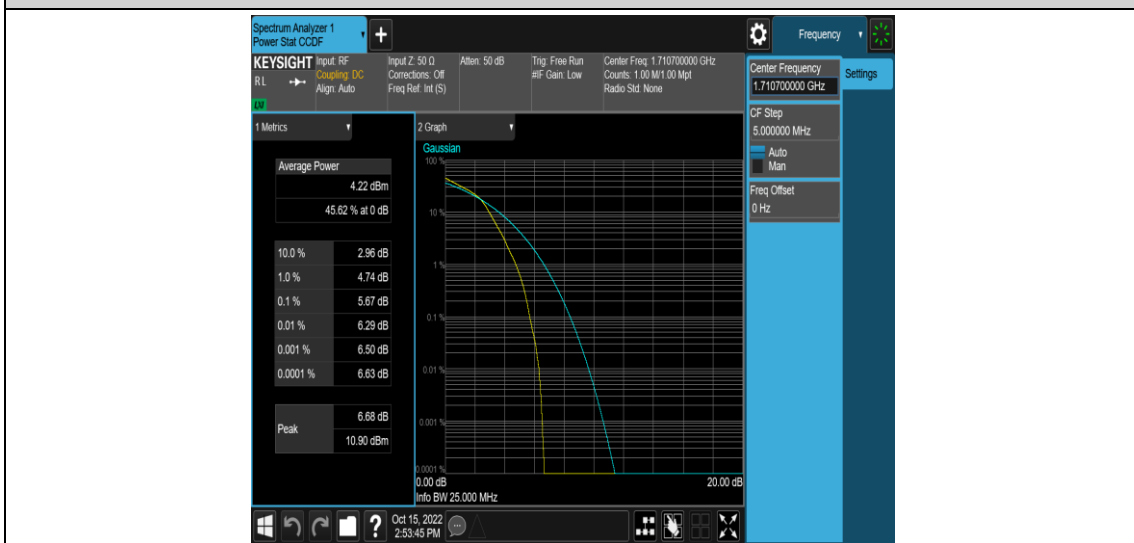 Spectrum Analyzer 1
Power Stat CCDF
+
Frequency
KEYSIGHT
RL
LXI
Input: RF
Coupling: DC
Align: Auto
Input Z: 50 Ω
Corrections: Off
Freq Ref: Int (S)
Atten: 50 dB
Trig: Free Run
#IF Gain: Low
Center Freq: 1.710700000 GHz
Counts: 1.00 M/1.00 Mpt
Radio Std: None
Center Frequency
1.710700000 GHz
Settings
CF Step
5.000000 MHz
Auto
Man
Freq Offset
0 Hz
1 Metrics
Average Power
4.22 dBm
45.62 % at 0 dB
10.0 % 2.96 dB
1.0 % 4.74 dB
0.1 % 5.67 dB
0.01 % 6.29 dB
0.001 % 6.50 dB
0.0001 % 6.63 dB
Peak
6.68 dB
10.90 dBm
2 Graph
Gaussian
100 %
10 %
1 %
0.1 %
0.01 %
0.001 %
0.0001 %
0.00 dB 20.00 dB
Info BW 25.000 MHz
?
Oct 15, 2022
2:53:45 PM